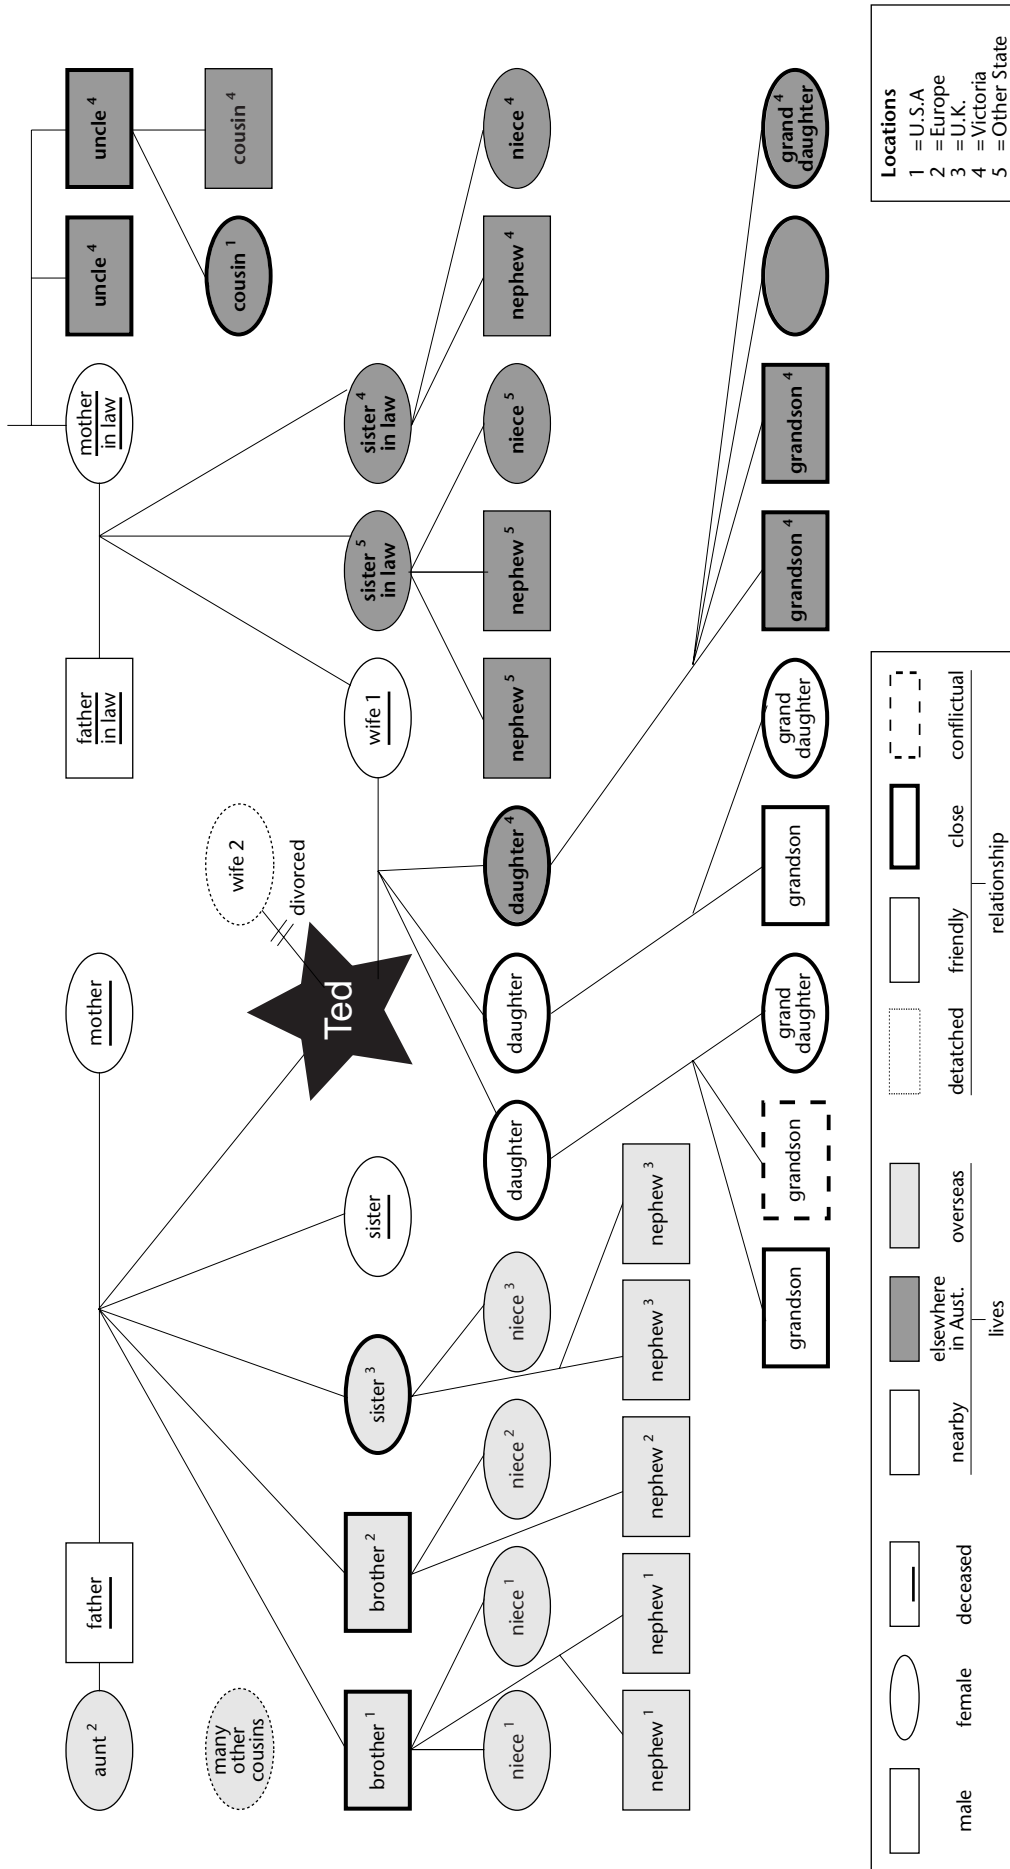 aunt 2
father
mother
father
in law
mother
in law
uncle 4
uncle 4
many
other
cousins
wife 2
divorced
cousin 1
cousin 4
Ted
brother 1
brother 2
sister 3
sister
wife 1
sister 5
in law
sister 4
in law
niece 1
niece 1
niece 2
niece 3
daughter
daughter
daughter 4
nephew 5
nephew 5
niece 5
nephew 4
niece 4
nephew 1
nephew 1
nephew 2
nephew 3
nephew 3
grandson
grandson
grand
daughter
grandson
grand
daughter
grandson 4
grandson 4
grand 4
daughter
male
female
deceased
nearby
elsewhere
in Aust.
overseas
lives
detatched
friendly
close
conflictual
relationship
Locations
1 =U.S.A
2 =Europe
3 =U.K.
4 =Victoria
5 =Other State